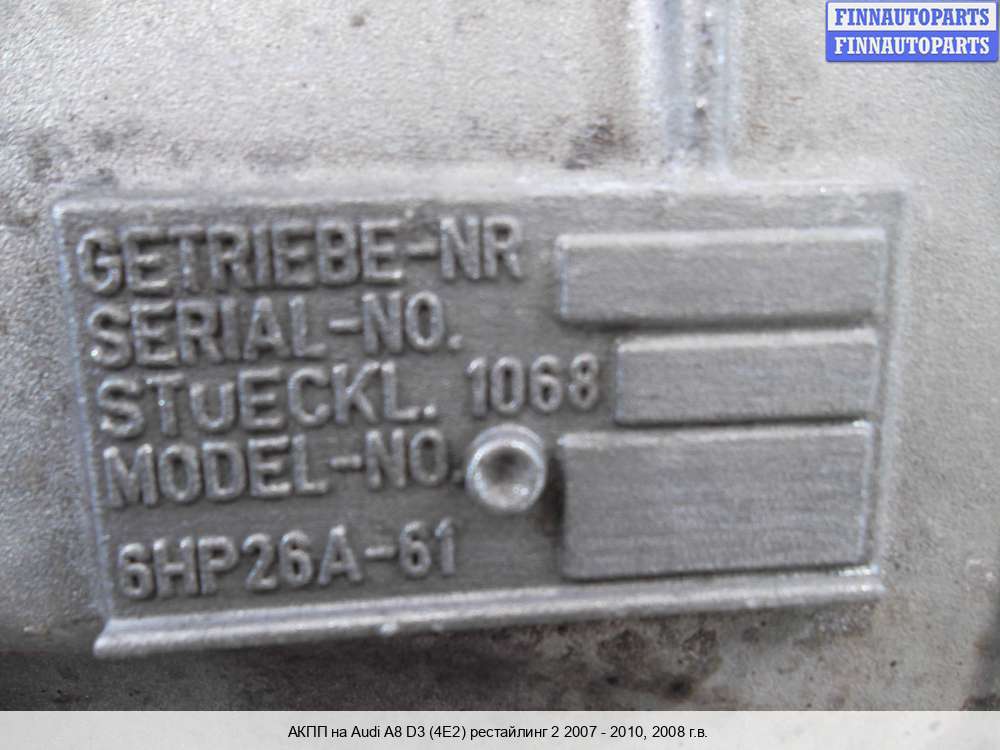 FINNAUTOPARTS
FINNAUTOPARTS
GETRIEBE-NR
SERIAL-NO.
STUECKL. 1068
MODEL-NO.
6HP26A-61
АКПП на Audi A8 D3 (4E2) рестайлинг 2 2007 - 2010, 2008 г.в.